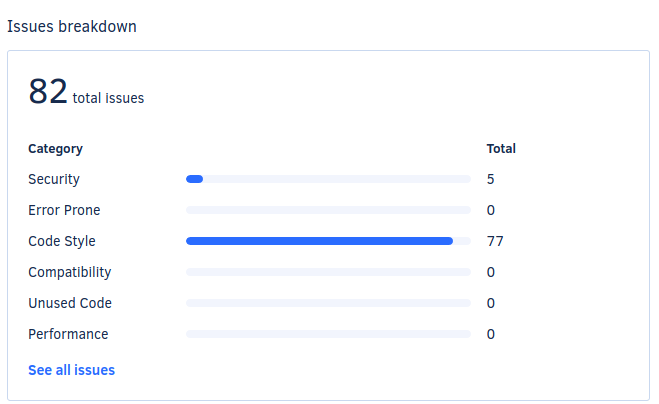 Issues breakdown
82 total issues
Category Total
Security 5
Error Prone 0
Code Style 77
Compatibility 0
Unused Code 0
Performance 0
See all issues